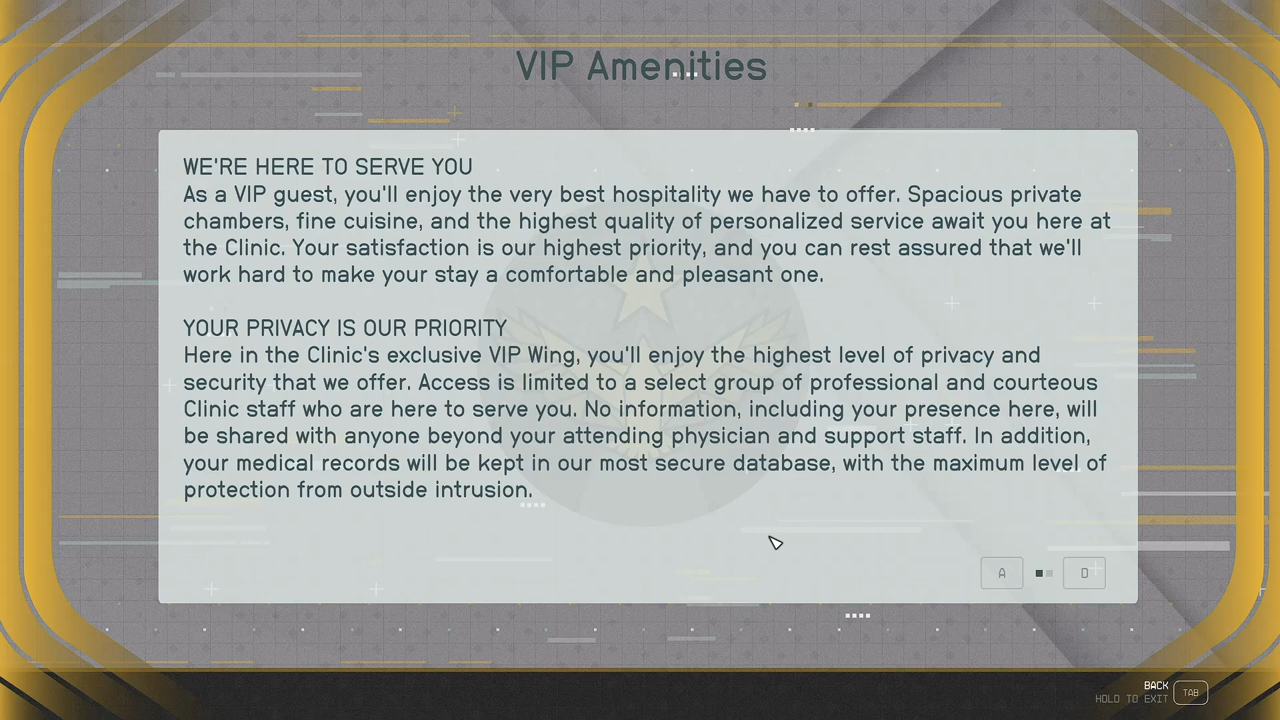 VIP Amenities
WE'RE HERE TO SERVE YOU
As a VIP guest, you'll enjoy the very best hospitality we have to offer. Spacious private
chambers, fine cuisine, and the highest quality of personalized service await you here at
the Clinic. Your satisfaction is our highest priority, and you can rest assured that we'll
work hard to make your stay a comfortable and pleasant one.
YOUR PRIVACY IS OUR PRIORITY
Here in the Clinic's exclusive VIP Wing, you'll enjoy the highest level of privacy and
security that we offer. Access is limited to a select group of professional and courteous
Clinic staff who are here to serve you. No information, including your presence here, will
be shared with anyone beyond your attending physician and support staff. In addition,
your medical records will be kept in our most secure database, with the maximum level of
protection from outside intrusion.
A D
BACK
HOLD TO EXIT TAB